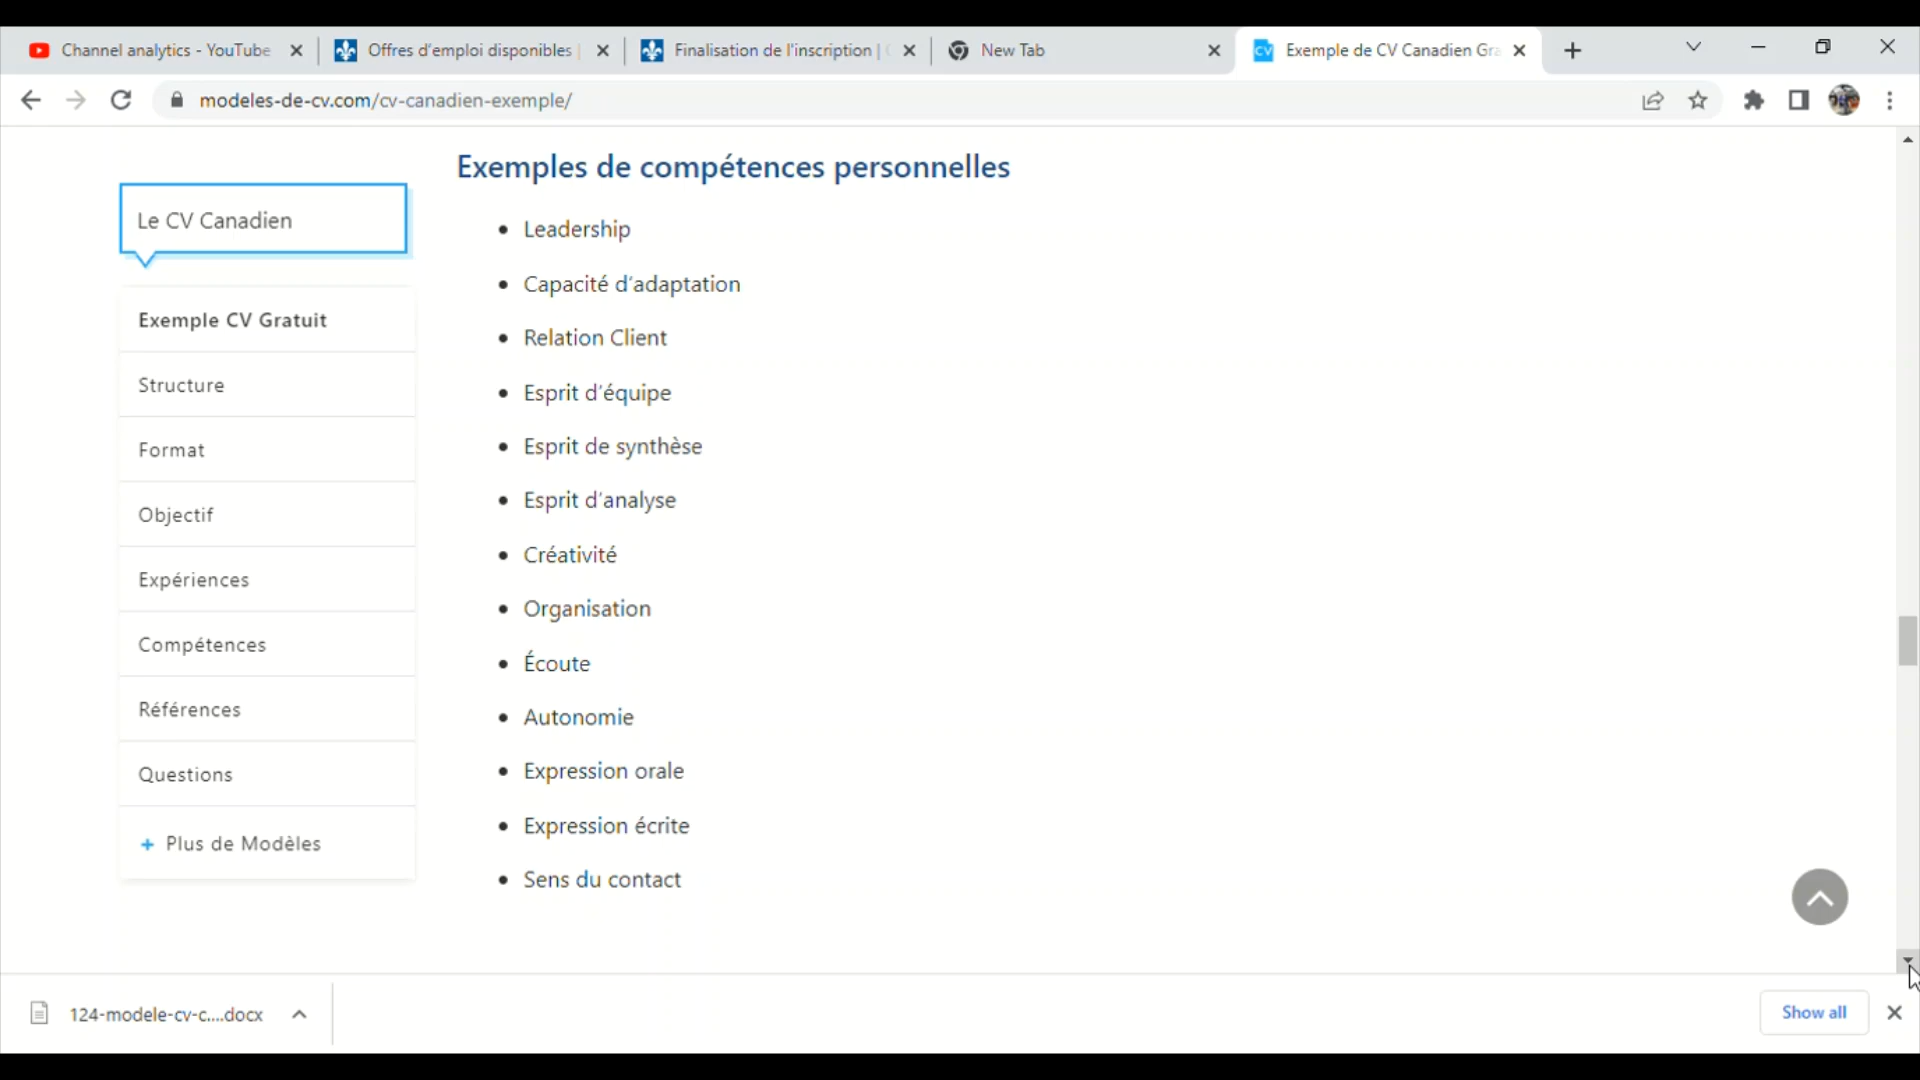 Channel analytics - YouTube
Offres d'emploi disponibles |
Finalisation de l'inscription |
New Tab
Exemple de CV Canadien Gra
modeles-de-cv.com/cv-canadien-exemple/
Exemples de compétences personnelles
Le CV Canadien
Exemple CV Gratuit
Structure
Format
Objectif
Expériences
Compétences
Références
Questions
+ Plus de Modèles
• Leadership
• Capacité d'adaptation
• Relation Client
• Esprit d'équipe
• Esprit de synthèse
• Esprit d'analyse
• Créativité
• Organisation
• Écoute
• Autonomie
• Expression orale
• Expression écrite
• Sens du contact
124-modele-cv-c....docx
Show all